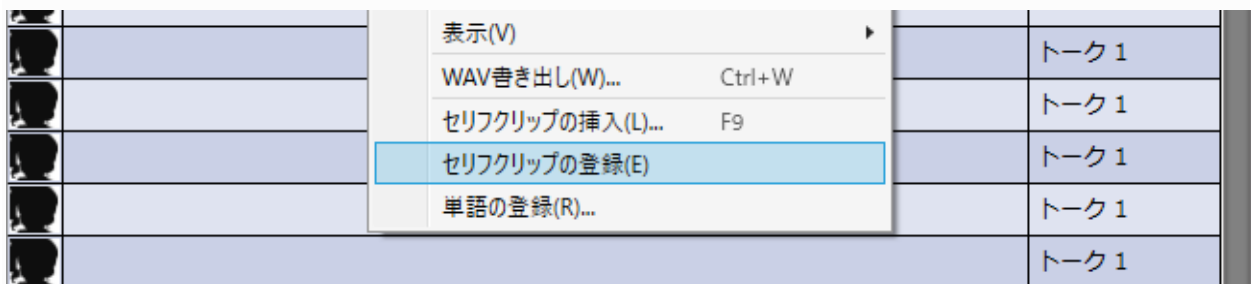 表示(V)
トーク1
WAV書き出し(W)... Ctrl+W
トーク1
セリフクリップの挿入(L)... F9
セリフクリップの登録(E)
トーク1
単語の登録(R)...
トーク1
トーク1